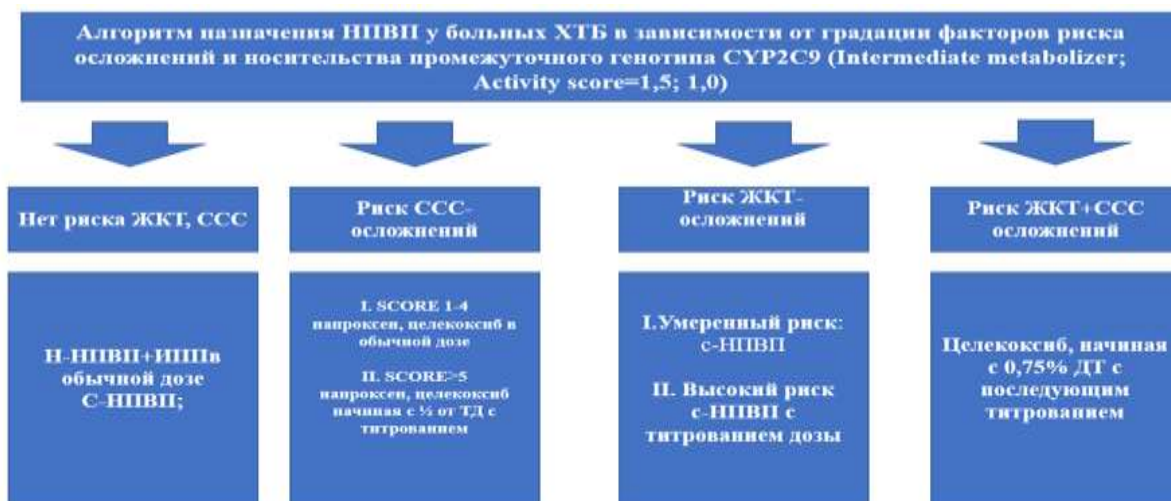 Алгоритм назначения НПВП у больных ХТБ в зависимости от градации факторов риска
осложнений и носительства промежуточного генотипа CYP2C9 (Intermediate metabolizer;
Activity score=1,5; 1,0)
Нет риска ЖКТ, ССС
Риск ССС-
осложнений
Риск ЖКТ-
осложнений
Риск ЖКТ+ССС
осложнений
Н-НПВП+ИППв
обычной дозе
С-НПВП;
I. SCORE 1-4
напроксен, целекоксиб в
обычной дозе
II. SCORE>5
напроксен, целекоксиб
начиная с ½ от ТД с
титрованием
I.Умеренный риск:
с-НПВП
II. Высокий риск
с-НПВП с
титрованием дозы
Целекоксиб, начиная
с 0,75% ДТ с
последующим
титрованием